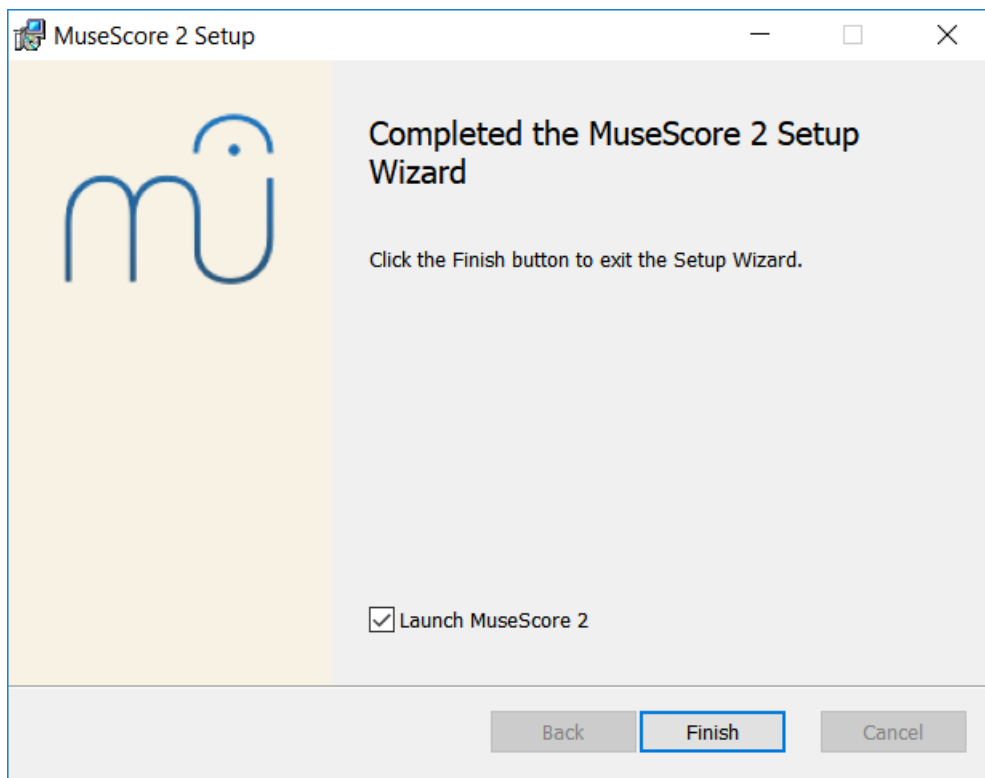 MuseScore 2 Setup
Completed the MuseScore 2 Setup
Wizard
Click the Finish button to exit the Setup Wizard.
Launch MuseScore 2
Back
Finish
Cancel